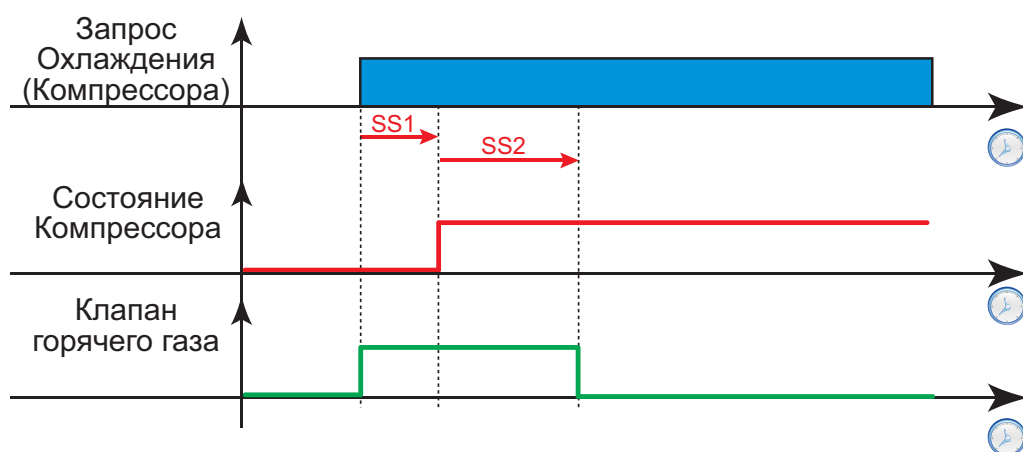 Запрос
Охлаждения
(Компрессора)
SS1
SS2
Состояние
Компрессора
Клапан
горячего газа